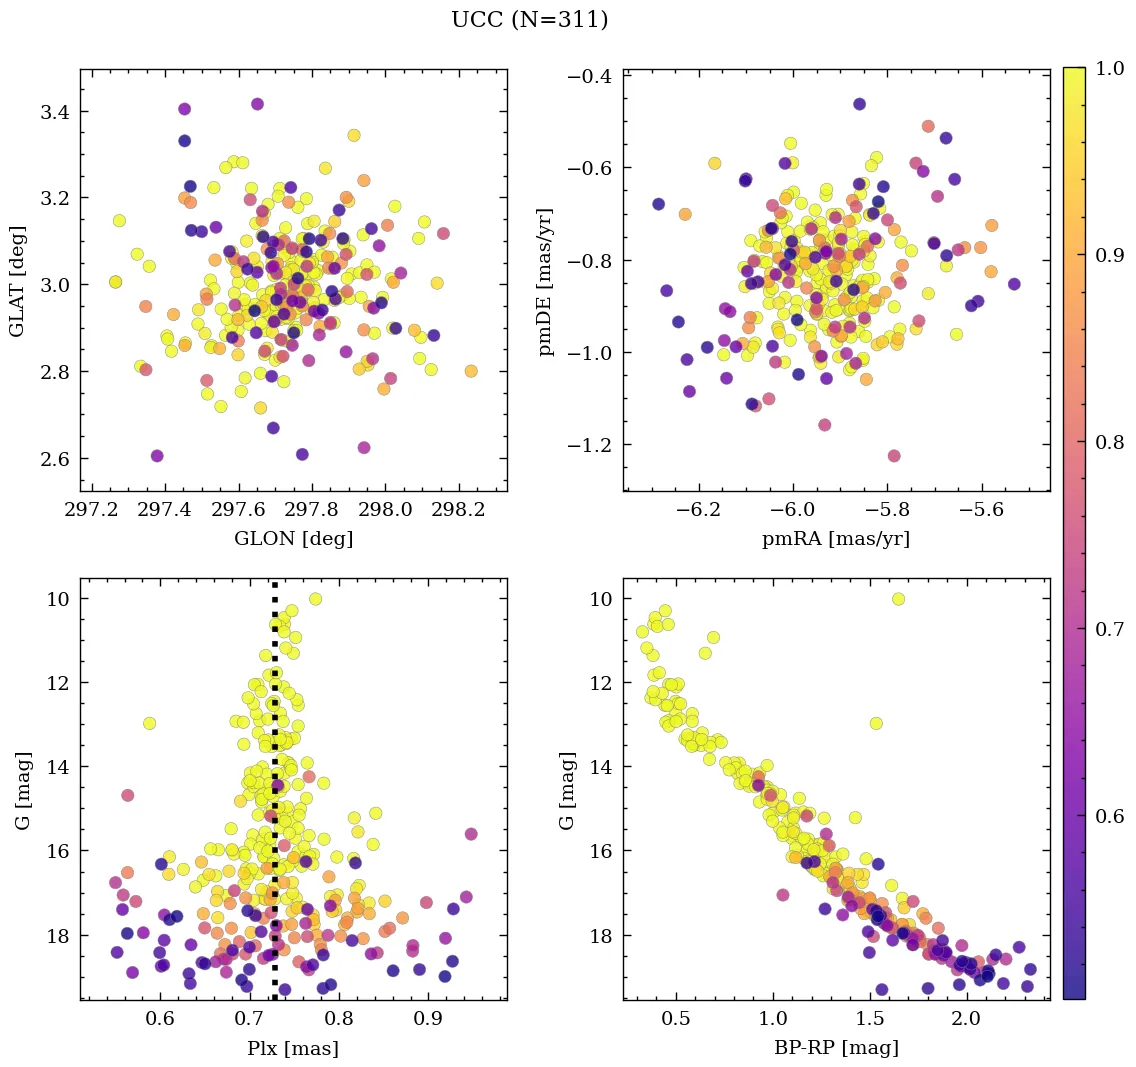 UCC (N=311)
3.4
3.2
3.0
2.8
2.6
GLAT [deg]
297.2 297.4 297.6 297.8 298.0 298.2
GLON [deg]
−0.4
−0.6
−0.8
−1.0
−1.2
pmDE [mas/yr]
−6.2 −6.0 −5.8 −5.6
pmRA [mas/yr]
1.0
0.9
0.8
0.7
0.6
10
12
14
16
18
G [mag]
0.6 0.7 0.8 0.9
Plx [mas]
10
12
14
16
18
G [mag]
0.5 1.0 1.5 2.0
BP-RP [mag]